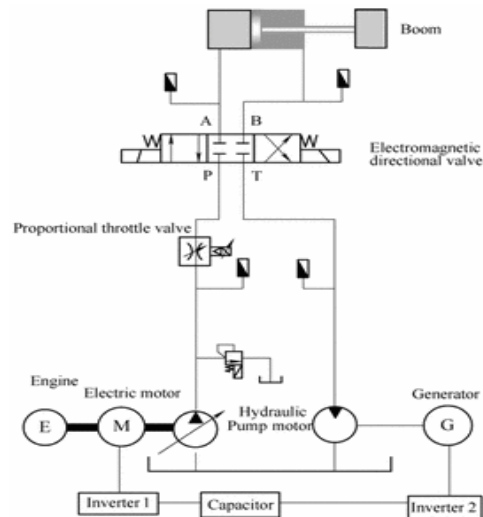 Boom
A B
Electromagnetic
directional valve
P T
Proportional throttle valve
Engine
Electric motor
Hydraulic
Pump motor
Generator
E
M
G
Inverter 1
Capacitor
Inverter 2